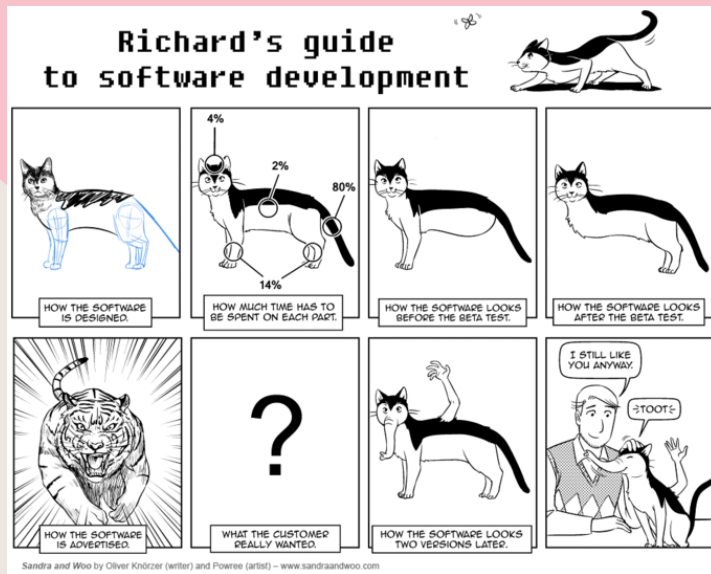 Richard's guide
to software development
4%
2%
80%
14%
HOW THE SOFTWARE
IS DESIGNED.
HOW MUCH TIME HAS TO
BE SPENT ON EACH PART.
HOW THE SOFTWARE LOOKS
BEFORE THE BETA TEST.
HOW THE SOFTWARE LOOKS
AFTER THE BETA TEST.
HOW THE SOFTWARE
IS ADVERTISED.
?
WHAT THE CUSTOMER
REALLY WANTED.
HOW THE SOFTWARE LOOKS
TWO VERSIONS LATER.
I STILL LIKE
YOU ANYWAY.
TOOT
Sandra and Woo by Oliver Knörzer (writer) and Powree (artist) – www.sandraandwoo.com